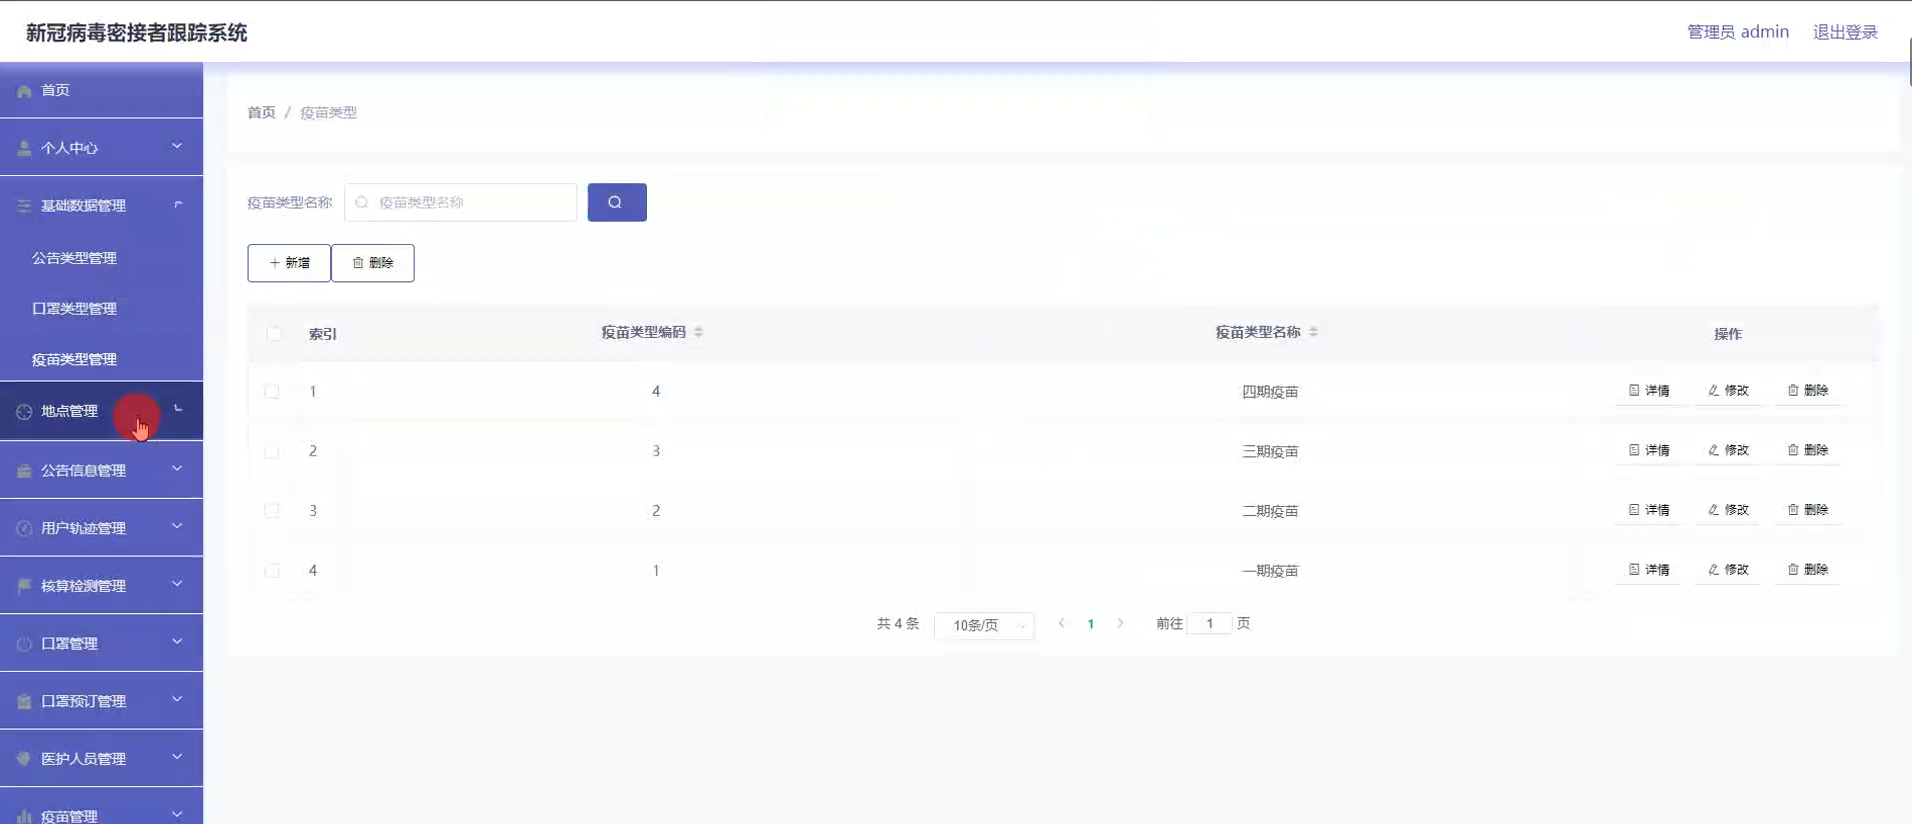 新冠病毒密接者跟踪系统
管理员 admin 退出登录
首页
个人中心
基础数据管理
公告类型管理
口罩类型管理
疫苗类型管理
地点管理
公告信息管理
用户轨迹管理
核算检测管理
口罩管理
口罩预订管理
医护人员管理
疫苗管理
首页 / 疫苗类型
疫苗类型名称 疫苗类型名称
新增 删除
索引 疫苗类型编码 疫苗类型名称 操作
1 4 四期疫苗 详情 修改 删除
2 3 三期疫苗 详情 修改 删除
3 2 二期疫苗 详情 修改 删除
4 1 一期疫苗 详情 修改 删除
共 4 条 10条/页 1 前往 1 页